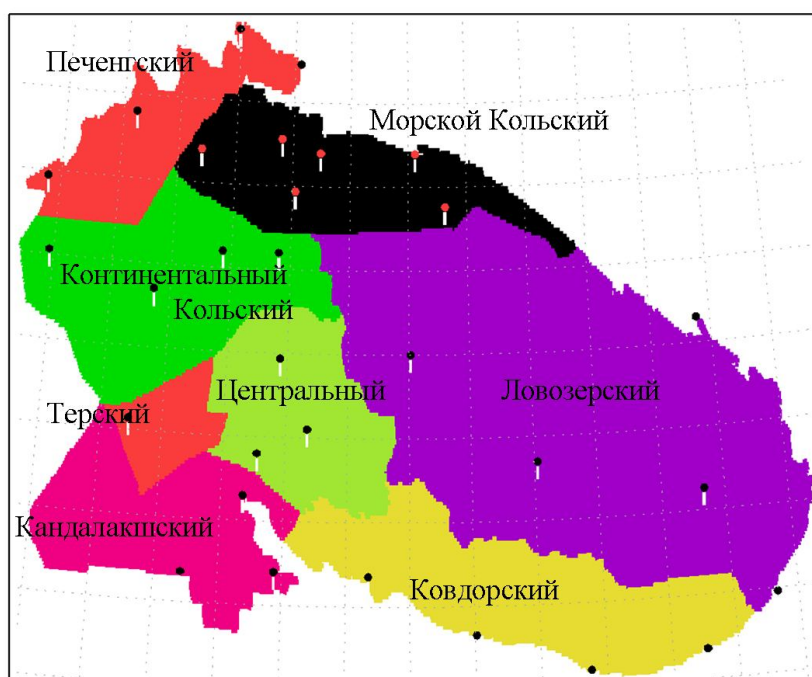 Печенгский
Морской Кольский
Континентальный
Кольский
Центральный
Ловозерский
Терский
Кандалакшский
Ковдорский